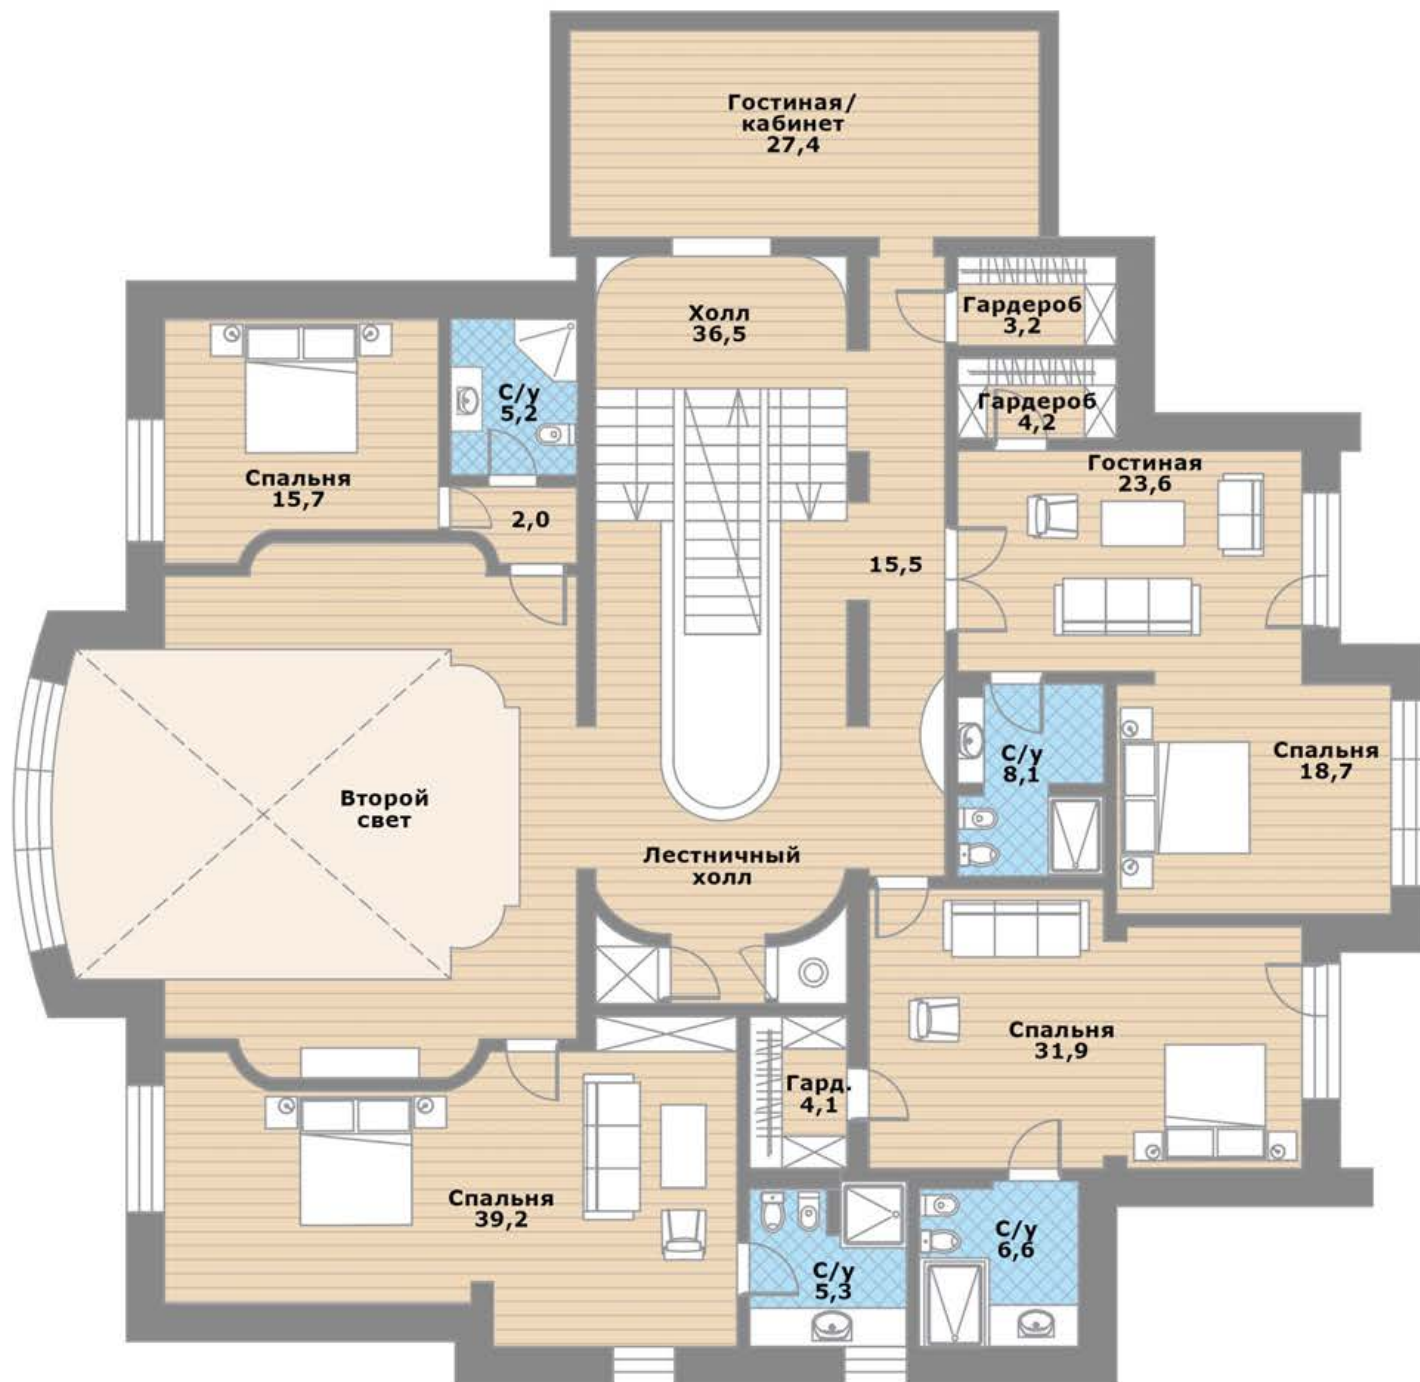 Гостиная/
кабинет
27,4
Холл
36,5
Гардероб
3,2
С/у
5,2
Гардероб
4,2
Спальня
15,7
Гостиная
23,6
2,0
15,5
С/у
8,1
Спальня
18,7
Второй
свет
Лестничный
холл
Спальня
31,9
Гард.
4,1
Спальня
39,2
С/у
5,3
С/у
6,6